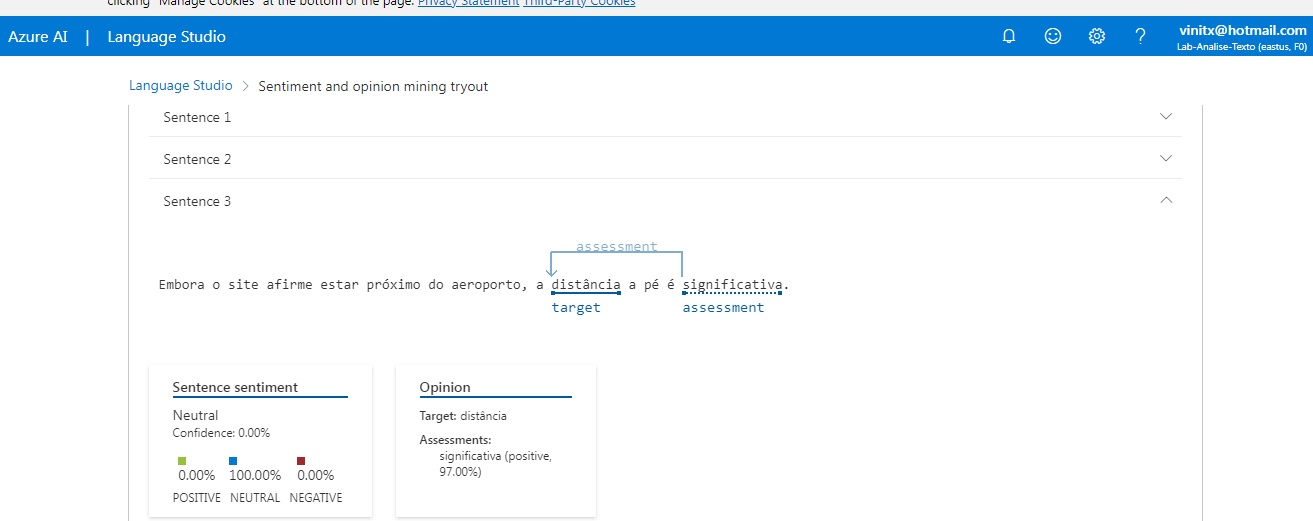 clicking "Manage Cookies" at the bottom of the page. Privacy Statement Third-Party Cookies
Azure AI | Language Studio
vinitx@hotmail.com
Lab-Analise-Texto (eastus, F0)
Language Studio > Sentiment and opinion mining tryout
Sentence 1
Sentence 2
Sentence 3
assessment
Embora o site afirme estar próximo do aeroporto, a distância a pé é significativa.
target assessment
Sentence sentiment
Neutral
Confidence: 0.00%
0.00% 100.00% 0.00%
POSITIVE NEUTRAL NEGATIVE
Opinion
Target: distância
Assessments:
significativa (positive,
97.00%)